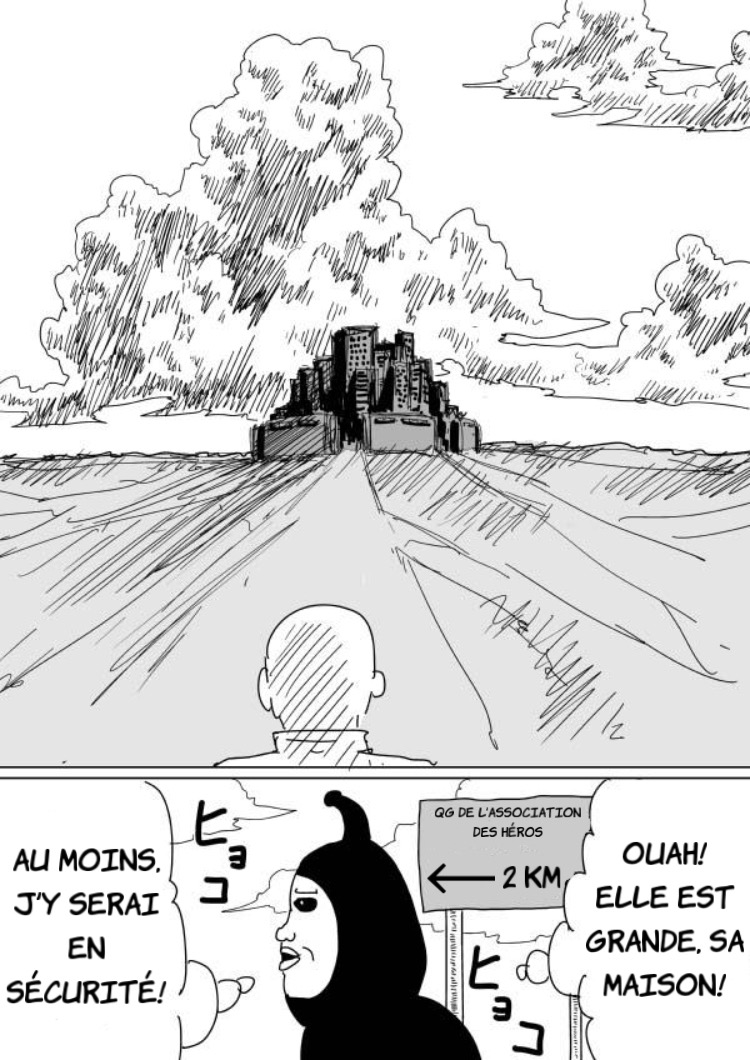 OUAH!
ELLE EST
GRANDE, SA
MAISON!
QG DE L'ASSOCIATION
DES HÉROS
← 2 KM
ヒョコ
ヒョコ
AU MOINS,
J'Y SERAI
EN
SÉCURITÉ!